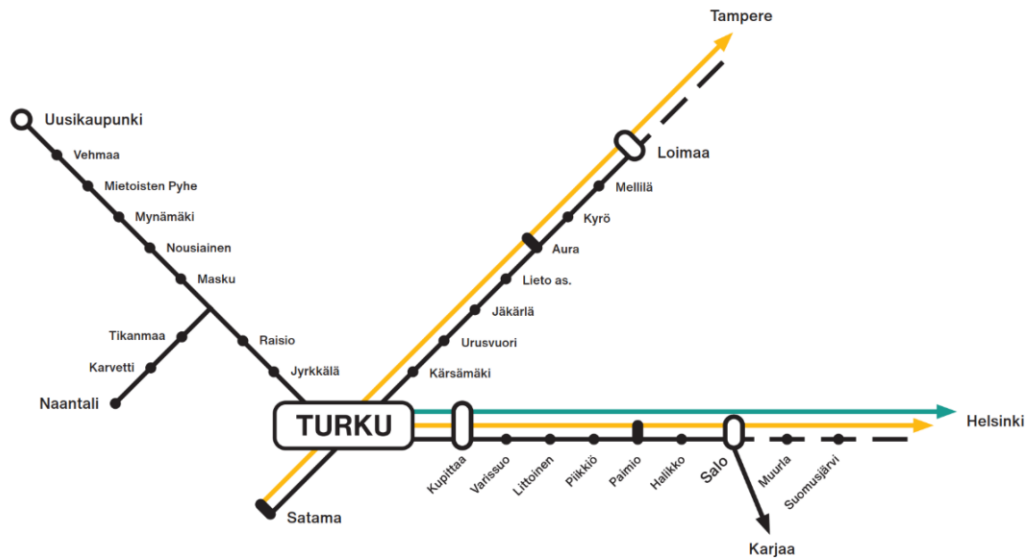 Tampere
Uusikaupunki
Vehmaa
Mietoisten Pyhe
Mynämäki
Nousiainen
Masku
Tikanmaa
Karvetti
Naantali
Raisio
Jyrkkälä
Loimaa
Mellilä
Kyrö
Aura
Lieto as.
Jäkärlä
Urusvuori
Kärsämäki
TURKU
Satama
Kupittaa
Varissuo
Littoinen
Piikkiö
Paimio
Halikko
Salo
Muurla
Suomusjärvi
Helsinki
Karjaa